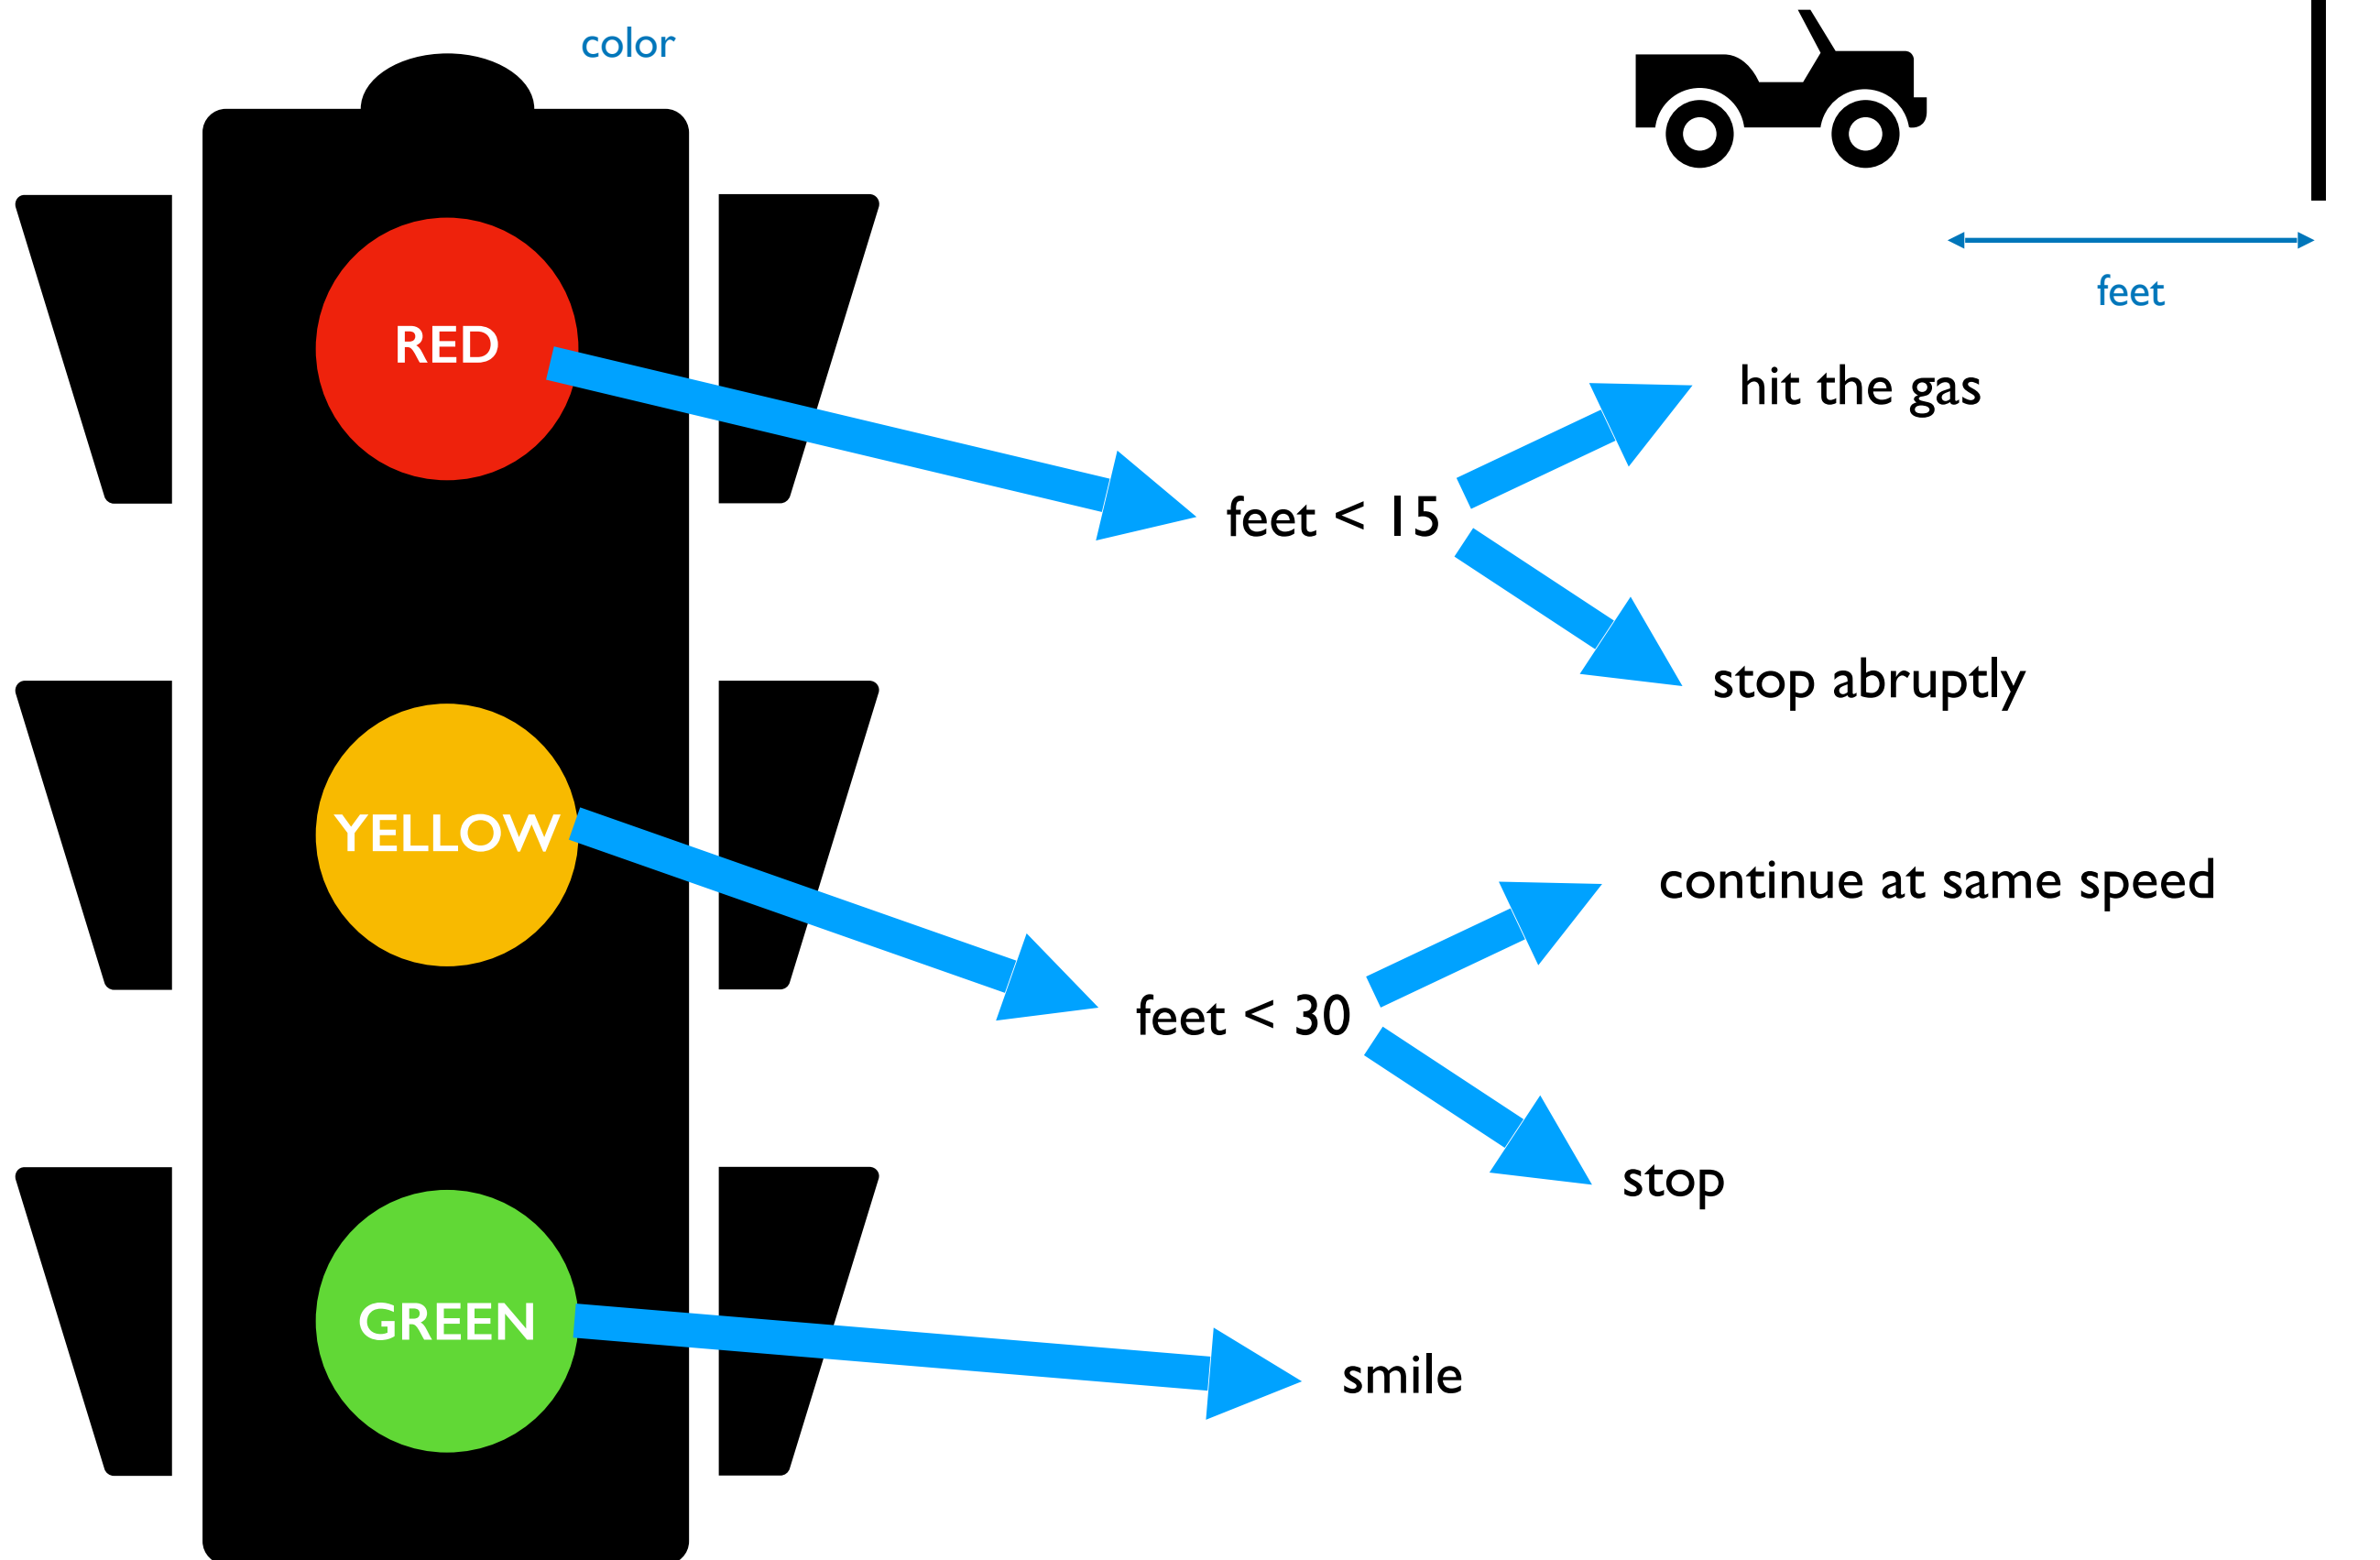 color
feet
RED
hit the gas
feet < 15
stop abruptly
YELLOW
continue at same speed
feet < 30
stop
GREEN
smile